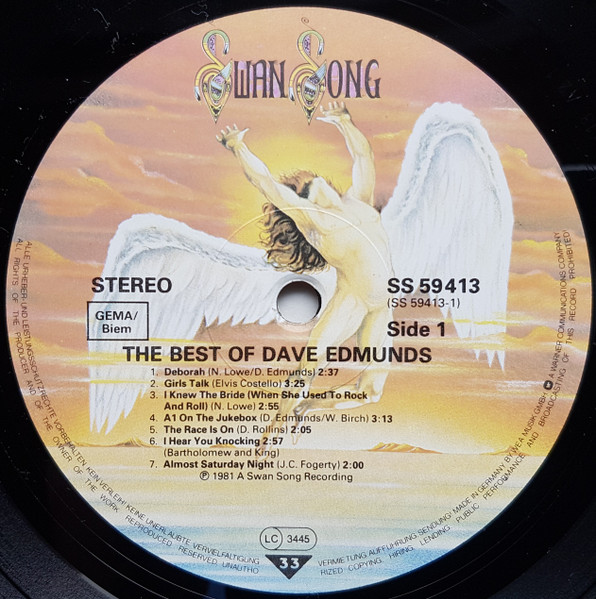 SWAN SONG
STEREO
SS 59413
(SS 59413-1)
GEMA/
Biem
Side 1
THE BEST OF DAVE EDMUNDS
1. Deborah (N. Lowe/D. Edmunds) 2:37
2. Girls Talk (Elvis Costello) 3:25
3. I Knew The Bride (When She Used To Rock
And Roll) (N. Lowe) 2:55
4. A1 On The Jukebox (D. Edmunds/W. Birch) 3:13
5. The Race Is On (D. Rollins) 2:05
6. I Hear You Knocking 2:57
(Bartholomew and King)
7. Almost Saturday Night (J.C. Fogerty) 2:00
℗ 1981 A Swan Song Recording
LC 3445
33
ALLE URHEBER- UND LEISTUNGSSCHUTZRECHTE VORBEHALTEN. KEIN VERLEIH! KEINE UNERLAUBTE VERVIELFÄLTIGUNG
VERMIETUNG, AUFFÜHRUNG, SENDUNG! MADE IN GERMANY BY WEA MUSIK GMBH. A WARNER COMMUNICATIONS COMPANY
ALL RIGHTS OF THE PRODUCER AND OF THE OWNER OF THE WORK REPRODUCED RESERVED. UNAUTHO-
RIZED COPYING, HIRING, LENDING, PUBLIC PERFORMANCE AND BROADCASTING OF THIS RECORD PROHIBITED!